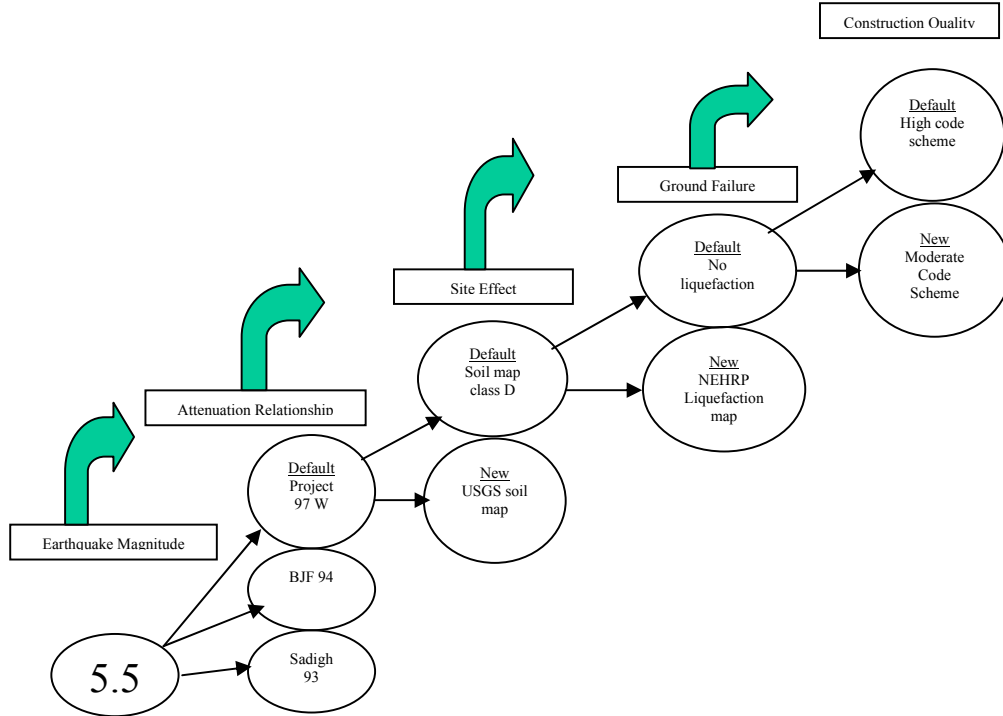 Construction Quality
Default
High code
scheme
Ground Failure
New
Moderate
Code
Scheme
Default
No
liquefaction
Site Effect
New
NEHRP
Liquefaction
map
Default
Soil map
class D
Attenuation Relationship
New
USGS soil
map
Default
Project
97 W
Earthquake Magnitude
BJF 94
Sadigh
93
5.5